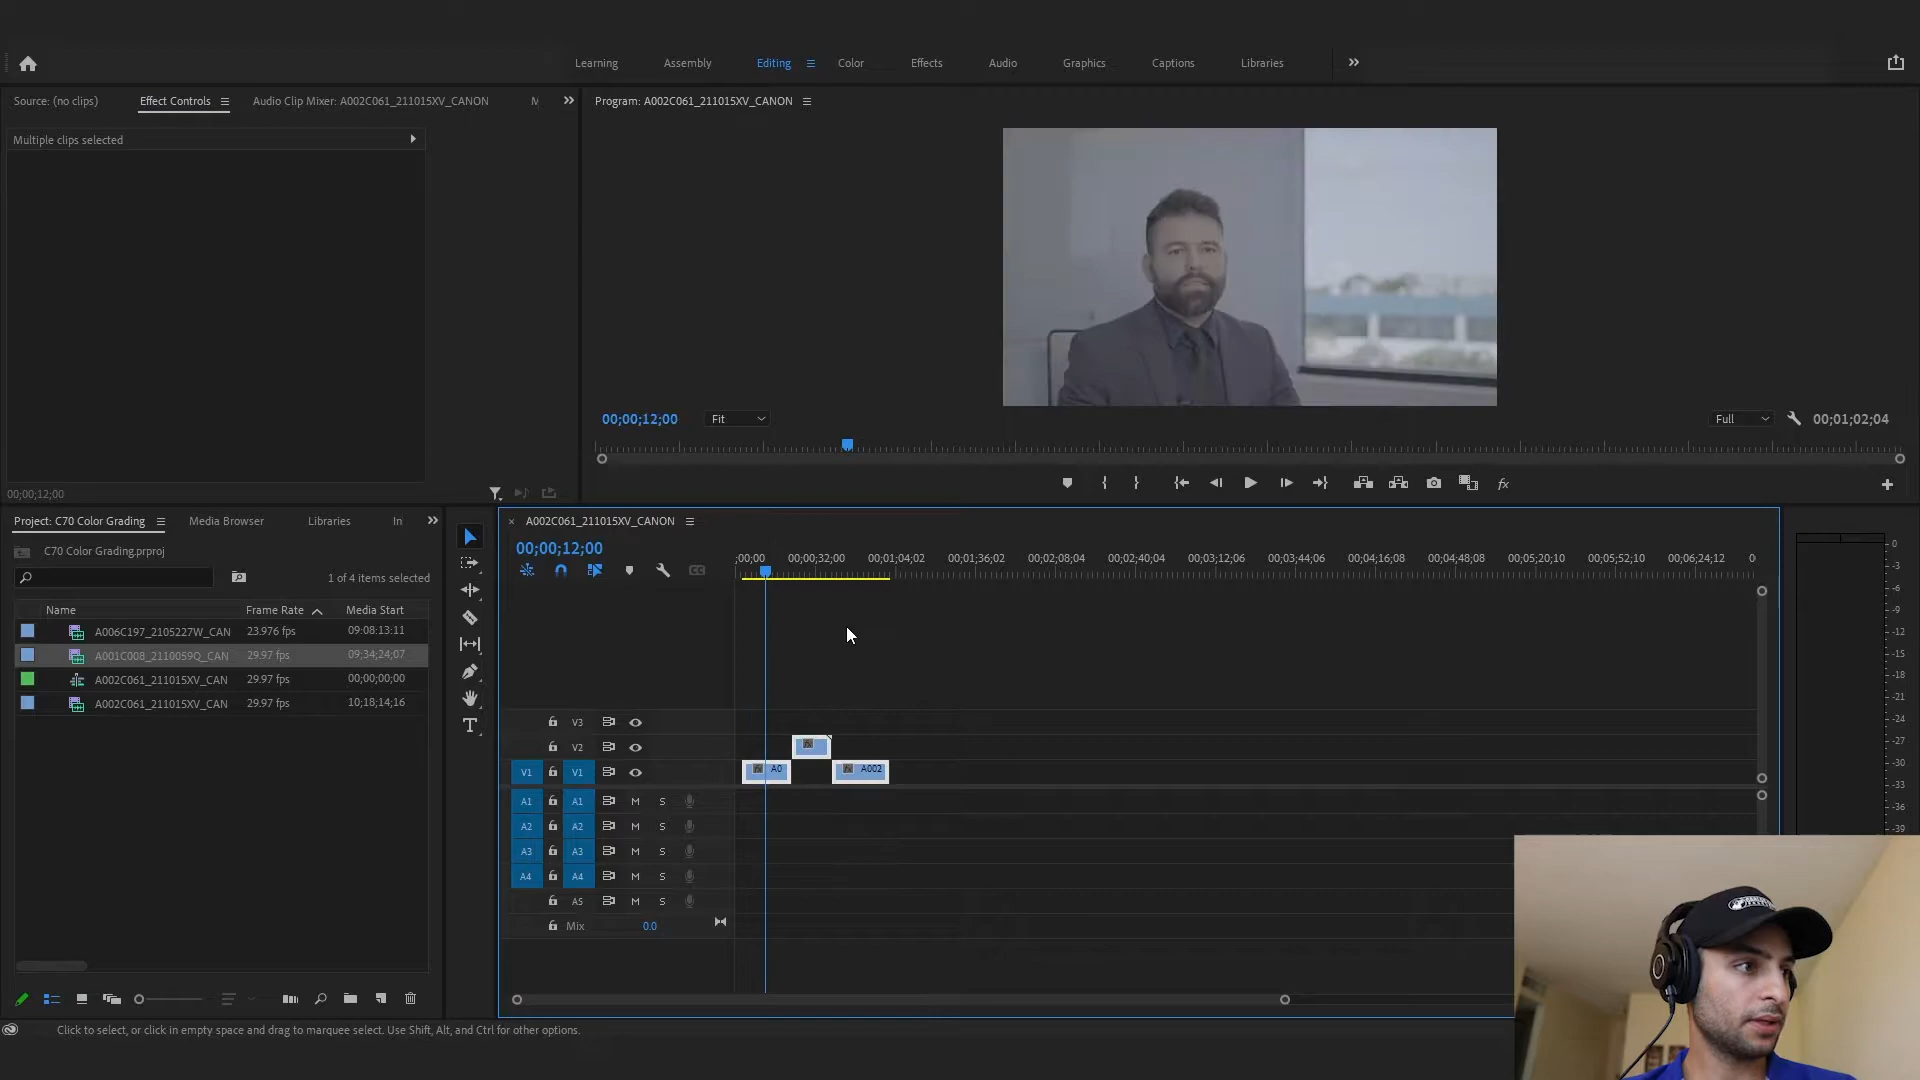 Learning Assembly Editing Color Effects Audio Graphics Captions Libraries
Source: (no clips) Effect Controls Audio Clip Mixer: A002C061_211015XV_CANON
Program: A002C061_211015XV_CANON
Multiple clips selected
00;00;12;00 Fit Full 00;01;02;04
00;00;12;00
Project: C70 Color Grading Media Browser Libraries In
C70 Color Grading.prproj
1 of 4 items selected
Name Frame Rate Media Start
A006C197_2105227W_CAN 23.976 fps 09:08:13:11
A001C008_2110059Q_CAN 29.97 fps 09;34;24;07
A002C061_211015XV_CAN 29.97 fps 00;00;00;00
A002C061_211015XV_CAN 29.97 fps 10;18;14;16
A002C061_211015XV_CANON
00;00;12;00
;00;00 00;00;32;00 00;01;04;02 00;01;36;02 00;02;08;04 00;02;40;04 00;03;12;06 00;03;44;06 00;04;16;08 00;04;48;08 00;05;20;10 00;05;52;10 00;06;24;12
V3
V2
V1 V1
A0 A002
A1 A1 M S
A2 A2 M S
A3 A3 M S
A4 A4 M S
A5 M S
Mix 0.0
0
-3
-6
-9
-12
-15
-18
-21
-24
-27
-30
-33
-36
-39
Click to select, or click in empty space and drag to marquee select. Use Shift, Alt, and Ctrl for other options.